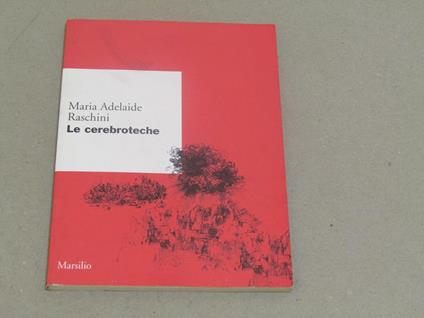 Maria Adelaide
Raschini
Le cerebroteche
Marsilio